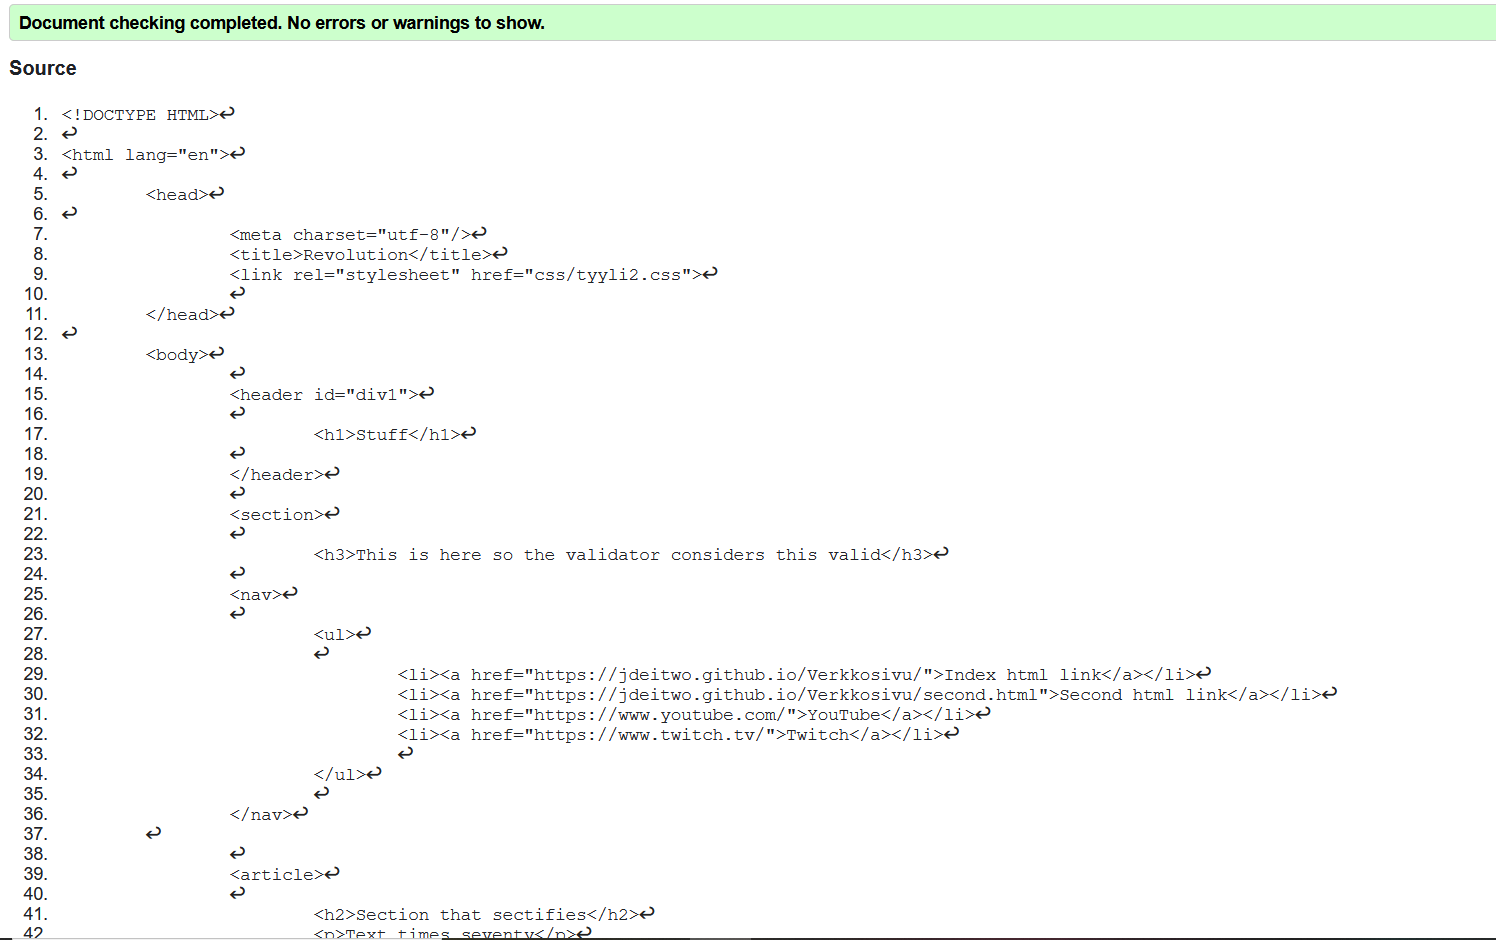 Document checking completed. No errors or warnings to show.
Source
1. <!DOCTYPE HTML>↩
2. ↩
3. <html lang="en">↩
4. ↩
5. <head>↩
6. ↩
7. <meta charset="utf-8"/>↩
8. <title>Revolution</title>↩
9. <link rel="stylesheet" href="css/tyyli2.css">↩
10. ↩
11. </head>↩
12. ↩
13. <body>↩
14. ↩
15. <header id="div1">↩
16. ↩
17. <h1>Stuff</h1>↩
18. ↩
19. </header>↩
20. ↩
21. <section>↩
22. ↩
23. <h3>This is here so the validator considers this valid</h3>↩
24. ↩
25. <nav>↩
26. ↩
27. <ul>↩
28. ↩
29. <li><a href="https://jdeitwo.github.io/Verkkosivu/">Index html link</a></li>↩
30. <li><a href="https://jdeitwo.github.io/Verkkosivu/second.html">Second html link</a></li>↩
31. <li><a href="https://www.youtube.com/">YouTube</a></li>↩
32. <li><a href="https://www.twitch.tv/">Twitch</a></li>↩
33. ↩
34. </ul>↩
35. ↩
36. </nav>↩
37. ↩
38. ↩
39. <article>↩
40. ↩
41. <h2>Section that sectifies</h2>↩
42 <p>Text times seventy</p>↩